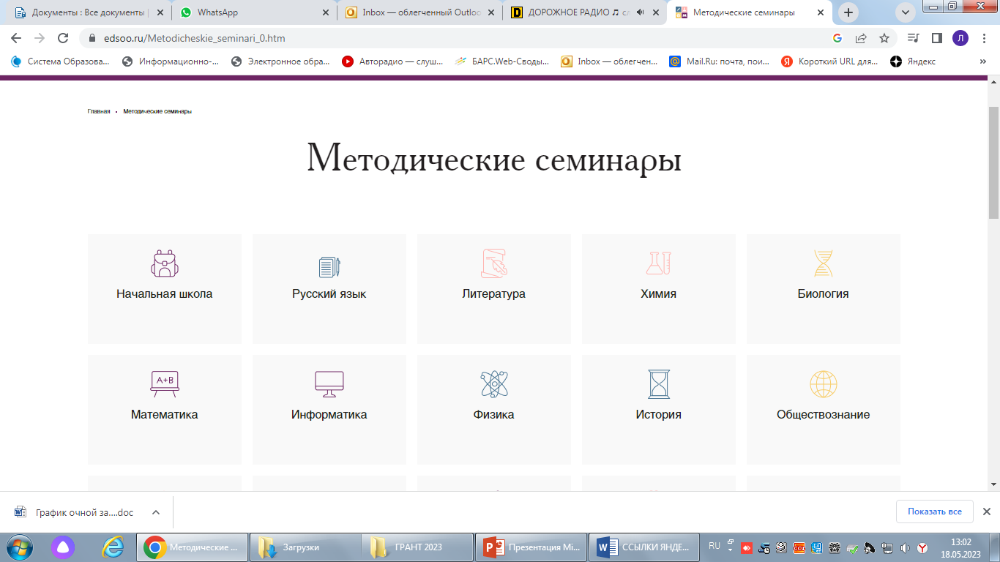 Документы : Все документы
WhatsApp
Inbox — облегченный Outloo
ДОРОЖНОЕ РАДИО ♫ сл
Методические семинары
edsoo.ru/Metodicheskie_seminari_0.htm
Л
Система Образова...
Информационно-...
Электронное обра...
Авторадио — слуш...
БАРС.Web-Своды...
Inbox — облегчен...
Mail.Ru: почта, пои...
Короткий URL для...
Яндекс
»
Главная • Методические семинары
Методические семинары
Начальная школа
Русский язык
Литература
Химия
Биология
A+B
Математика
Информатика
Физика
История
Обществознание
График очной за....doc
Показать все
Методические ...
Загрузки
ГРАНТ 2023
Презентация Mi...
ССЫЛКИ ЯНДЕ...
RU
13:02
18.05.2023